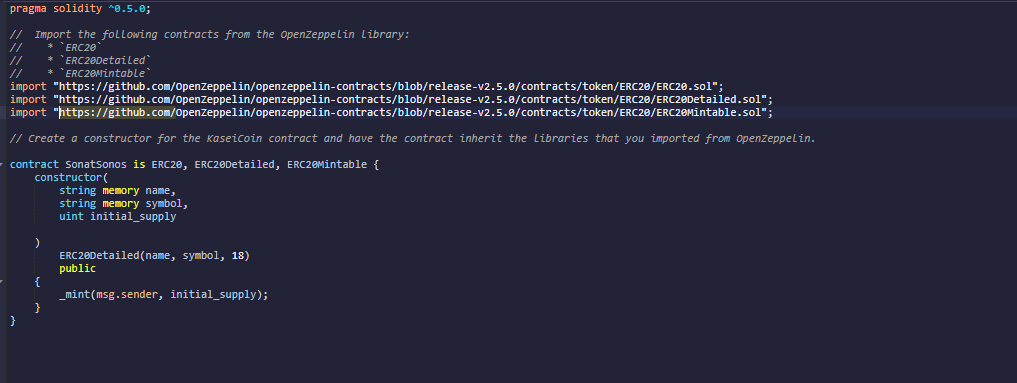 pragma solidity ^0.5.0;
//  Import the following contracts from the OpenZeppelin library:
//    * `ERC20`
//    * `ERC20Detailed`
//    * `ERC20Mintable`
import "https://github.com/OpenZeppelin/openzeppelin-contracts/blob/release-v2.5.0/contracts/token/ERC20/ERC20.sol";
import "https://github.com/OpenZeppelin/openzeppelin-contracts/blob/release-v2.5.0/contracts/token/ERC20/ERC20Detailed.sol";
import "https://github.com/OpenZeppelin/openzeppelin-contracts/blob/release-v2.5.0/contracts/token/ERC20/ERC20Mintable.sol";
// Create a constructor for the KaseiCoin contract and have the contract inherit the libraries that you imported from OpenZeppelin.
contract SonatSonos is ERC20, ERC20Detailed, ERC20Mintable {
    constructor(
        string memory name,
        string memory symbol,
        uint initial_supply
    )
        ERC20Detailed(name, symbol, 18)
        public
    {
        _mint(msg.sender, initial_supply);
    }
}